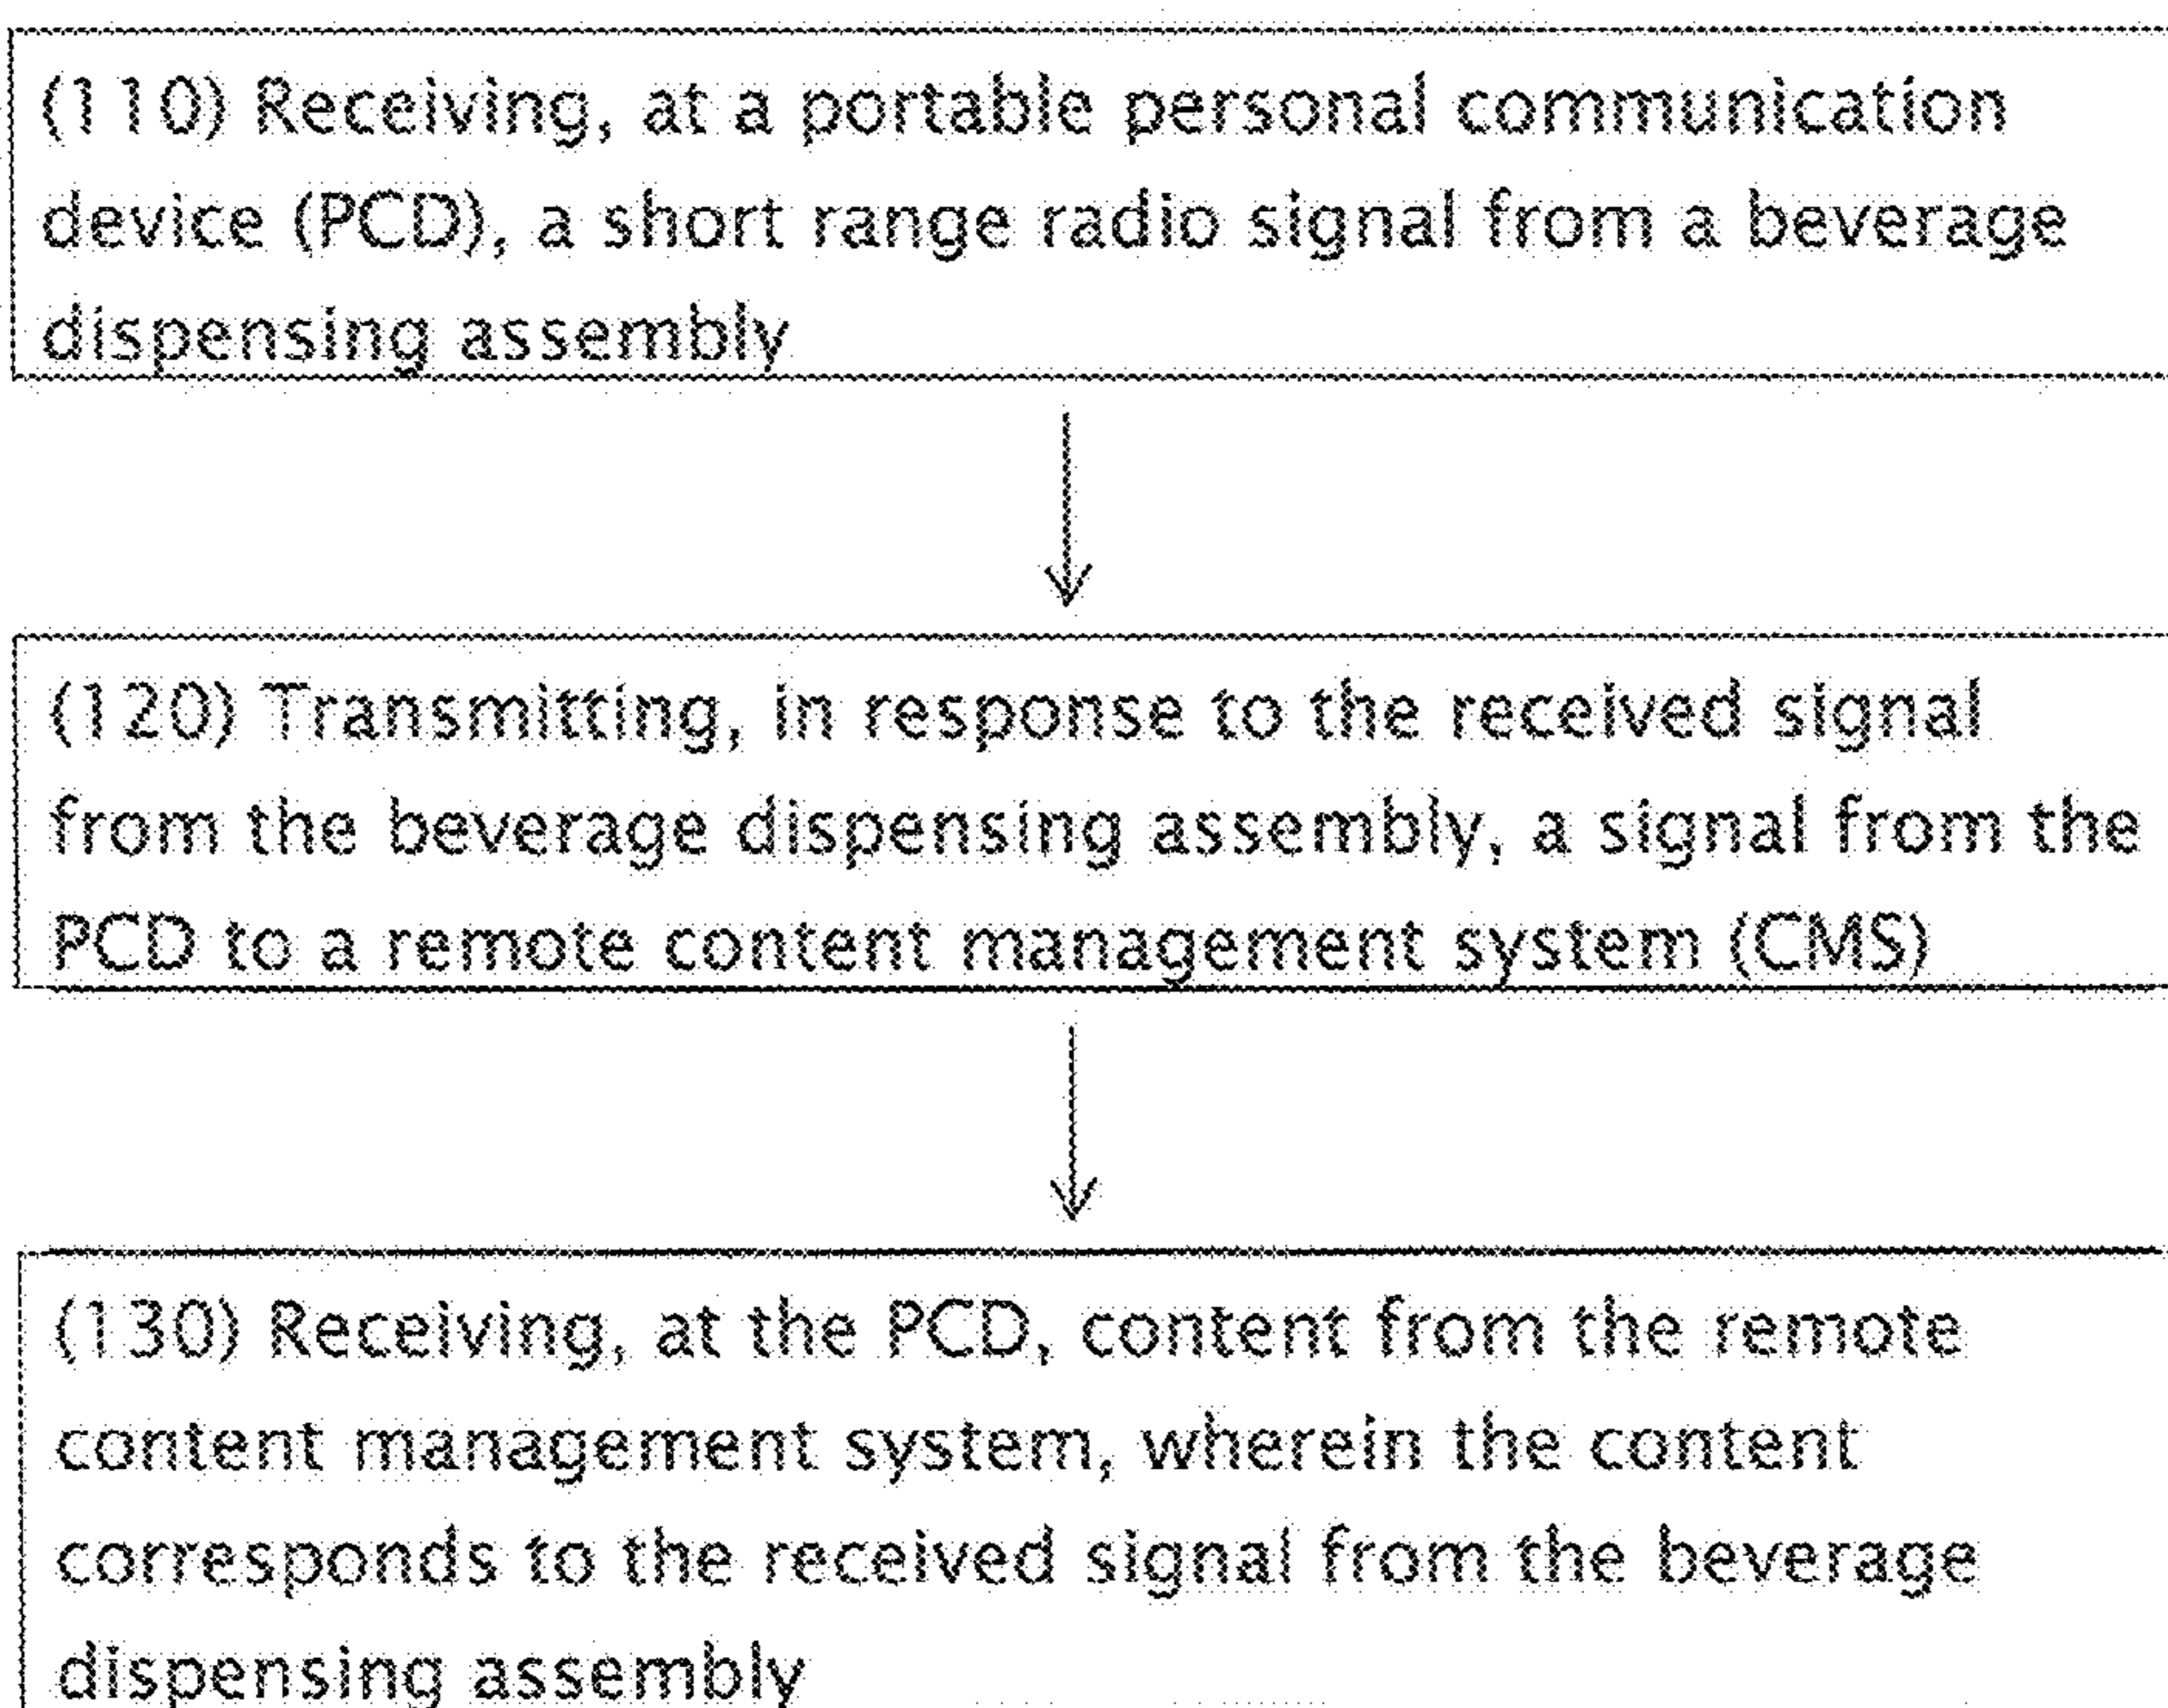 (110) Receiving, at a portable personal communication
device (PCD), a short range radio signal from a beverage
dispensing assembly
(120) Transmitting, in response to the received signal
from the beverage dispensing assembly, a signal from the
PCD to a remote content management system (CMS)
(130) Receiving, at the PCD, content from the remote
content management system, wherein the content
corresponds to the received signal from the beverage
dispensing assembly